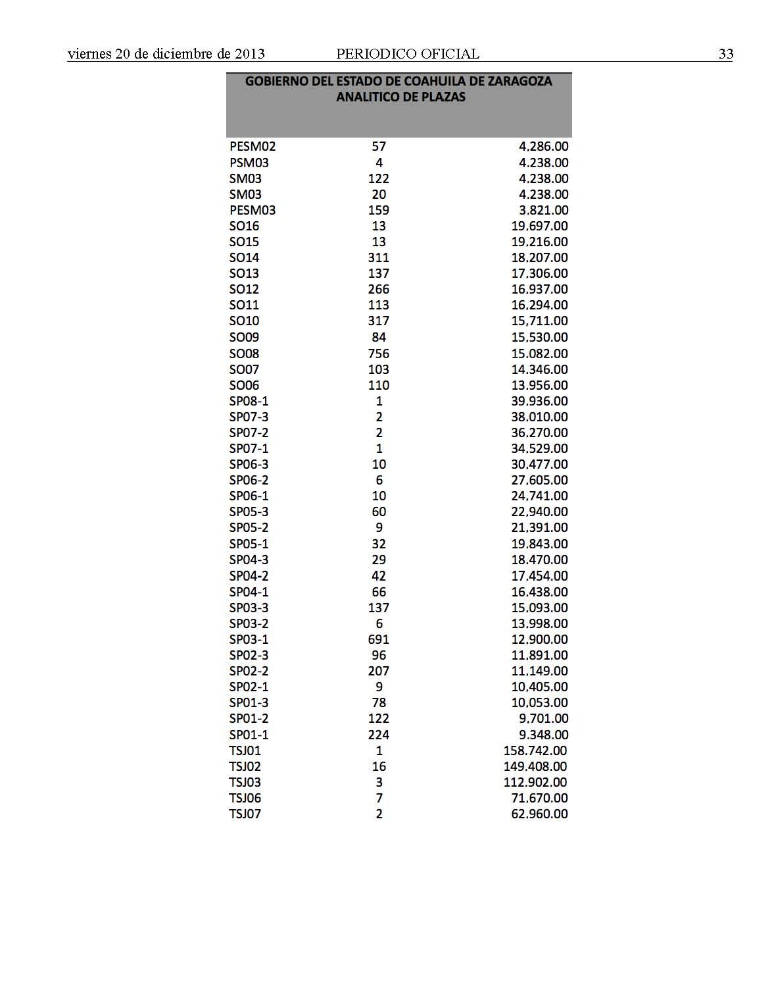 viernes 20 de diciembre de 2013 PERIODICO OFICIAL 33
GOBIERNO DEL ESTADO DE COAHUILA DE ZARAGOZA
ANALITICO DE PLAZAS
PESM02 57 4,286.00
PSM03 4 4,238.00
SM03 122 4,238.00
SM03 20 4,238.00
PESM03 159 3,821.00
SO16 13 19,697.00
SO15 13 19,216.00
SO14 311 18,207.00
SO13 137 17,306.00
SO12 266 16,937.00
SO11 113 16,294.00
SO10 317 15,711.00
SO09 84 15,530.00
SO08 756 15,082.00
SO07 103 14,346.00
SO06 110 13,956.00
SP08-1 1 39,936.00
SP07-3 2 38,010.00
SP07-2 2 36,270.00
SP07-1 1 34,529.00
SP06-3 10 30,477.00
SP06-2 6 27,605.00
SP06-1 10 24,741.00
SP05-3 60 22,940.00
SP05-2 9 21,391.00
SP05-1 32 19,843.00
SP04-3 29 18,470.00
SP04-2 42 17,454.00
SP04-1 66 16,438.00
SP03-3 137 15,093.00
SP03-2 6 13,998.00
SP03-1 691 12,900.00
SP02-3 96 11,891.00
SP02-2 207 11,149.00
SP02-1 9 10,405.00
SP01-3 78 10,053.00
SP01-2 122 9,701.00
SP01-1 224 9,348.00
TSJ01 1 158,742.00
TSJ02 16 149,408.00
TSJ03 3 112,902.00
TSJ06 7 71,670.00
TSJ07 2 62,960.00